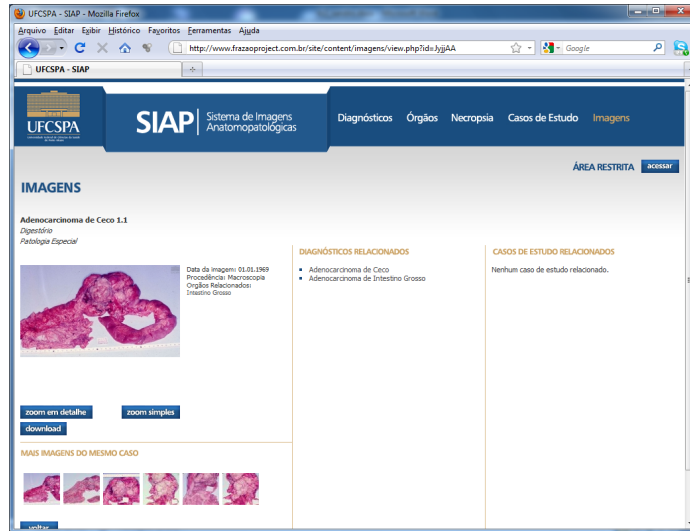 UFCSPA - SIAP - Mozilla Firefox
Arquivo Editar Exibir Histórico Favoritos Ferramentas Ajuda
http://www.frazaoproject.com.br/site/content/imagens/view.php?id=JyjjAA
Google
UFCSPA - SIAP
UFCSPA
SIAP
Sistema de Imagens
Anatomopatológicas
Diagnósticos Órgãos Necropsia Casos de Estudo Imagens
ÁREA RESTRITA acessar
IMAGENS
Adenocarcinoma de Ceco 1.1
Digestório
Patologia Especial
Data da imagem: 01.01.1969
Procedência: Macroscopia
Orgãos Relacionados:
Intestino Grosso
zoom em detalhe zoom simples
download
DIAGNÓSTICOS RELACIONADOS
Adenocarcinoma de Ceco
Adenocarcinoma de Intestino Grosso
CASOS DE ESTUDO RELACIONADOS
Nenhum caso de estudo relacionado.
MAIS IMAGENS DO MESMO CASO
voltar